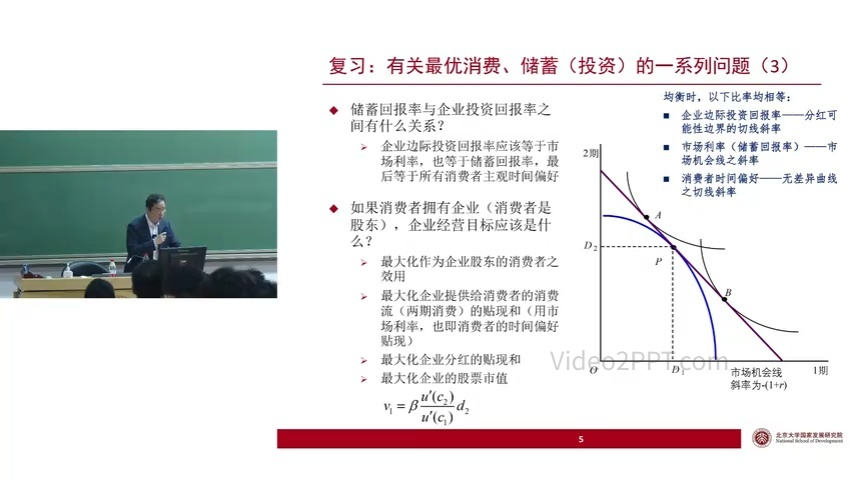 复习：有关最优消费、储蓄（投资）的一系列问题（3）
储蓄回报率与企业投资回报率之
间有什么关系？
企业边际投资回报率应该等于市
场利率，也等于储蓄回报率，最
后等于所有消费者主观时间偏好
如果消费者拥有企业（消费者是
股东），企业经营目标应该是什
么？
最大化作为企业股东的消费者之
效用
最大化企业提供给消费者的消费
流（两期消费）的贴现和（用市
场利率，也即消费者的时间偏好
贴现）
最大化企业分红的贴现和
最大化企业的股票市值
v₁ = β u′(c₂)/u′(c₁) d₂
均衡时，以下比率均相等：
企业边际投资回报率——分红可
能性边界的切线斜率
市场利率（储蓄回报率）——市
场机会线之斜率
消费者时间偏好——无差异曲线
之切线斜率
2期
A
D₂
P
B
O
D₁
1期
市场机会线
斜率为-(1+r)
Video2PPT.com
5
北京大学国家发展研究院
National School of Development